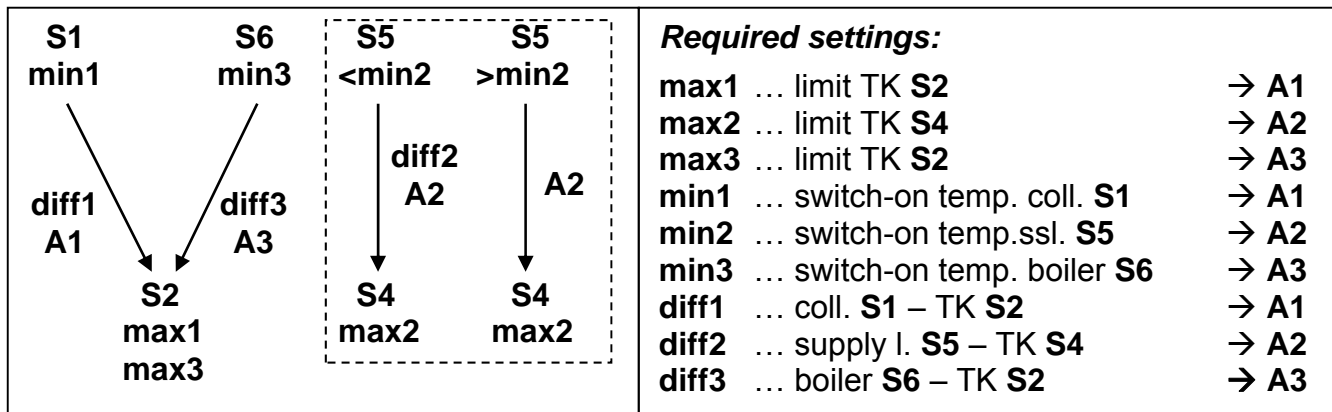 S1 S6 S5 S5
min1 min3 <min2 >min2
diff2
A2 A2
diff1 diff3
A1 A3
S2 S4 S4
max1 max2 max2
max3
Required settings:
max1 … limit TK S2 → A1
max2 … limit TK S4 → A2
max3 … limit TK S2 → A3
min1 … switch-on temp. coll. S1 → A1
min2 … switch-on temp.ssl. S5 → A2
min3 … switch-on temp. boiler S6 → A3
diff1 … coll. S1 – TK S2 → A1
diff2 … supply l. S5 – TK S4 → A2
diff3 … boiler S6 – TK S2 → A3